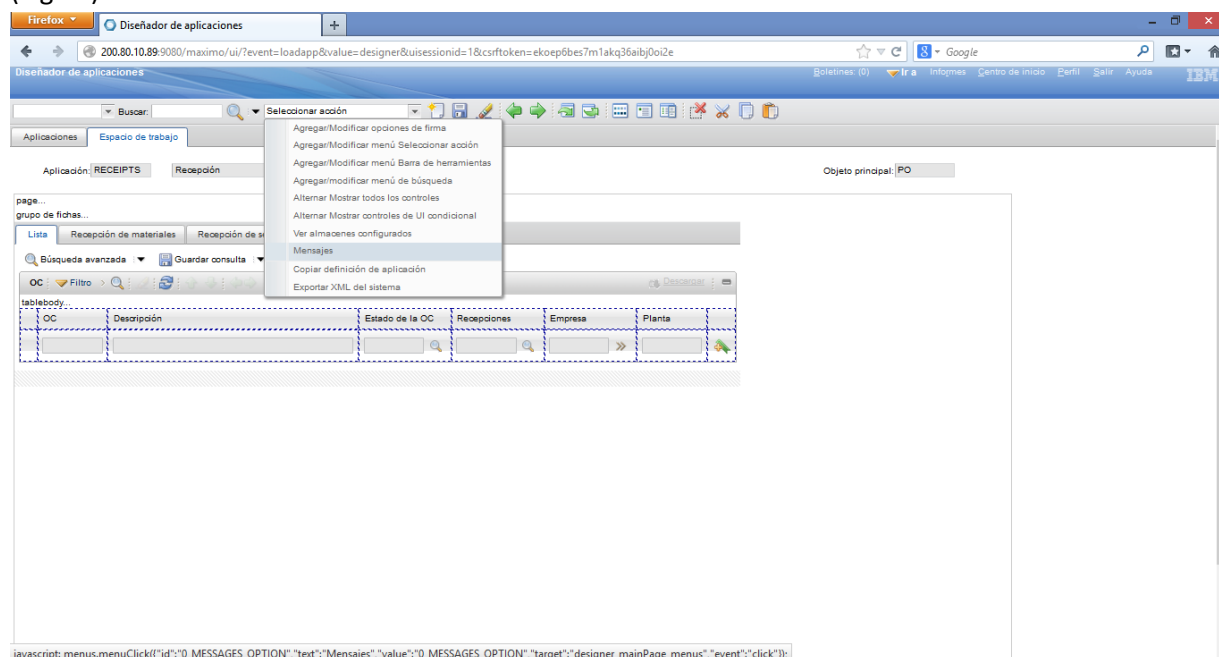 Firefox
Diseñador de aplicaciones
200.80.10.89:9080/maximo/ui/?event=loadapp&value=designer&uisessionid=1&csrftoken=ekoep6bes7m1akq36aibj0oi2e
Google
Diseñador de aplicaciones
Boletines: (0) Ir a Informes Centro de inicio Perfil Salir Ayuda IBM
Buscar: Seleccionar acción
Aplicaciones Espacio de trabajo
Agregar/Modificar opciones de firma
Agregar/Modificar menú Seleccionar acción
Agregar/Modificar menú Barra de herramientas
Agregar/modificar menú de búsqueda
Alternar Mostrar todos los controles
Alternar Mostrar controles de UI condicional
Ver almacenes configurados
Mensajes
Copiar definición de aplicación
Exportar XML del sistema
Aplicación: RECEIPTS Recepción Objeto principal: PO
page...
grupo de fichas...
Lista Recepción de materiales Recepción de
Búsqueda avanzada Guardar consulta
OC Filtro Descargar
tablebody...
OC Descripción Estado de la OC Recepciones Empresa Planta
javascript: menus.menuClick({"id":"0_MESSAGES_OPTION","text":"Mensajes","value":"0_MESSAGES_OPTION","target":"designer_mainPage_menus","event":"click"});